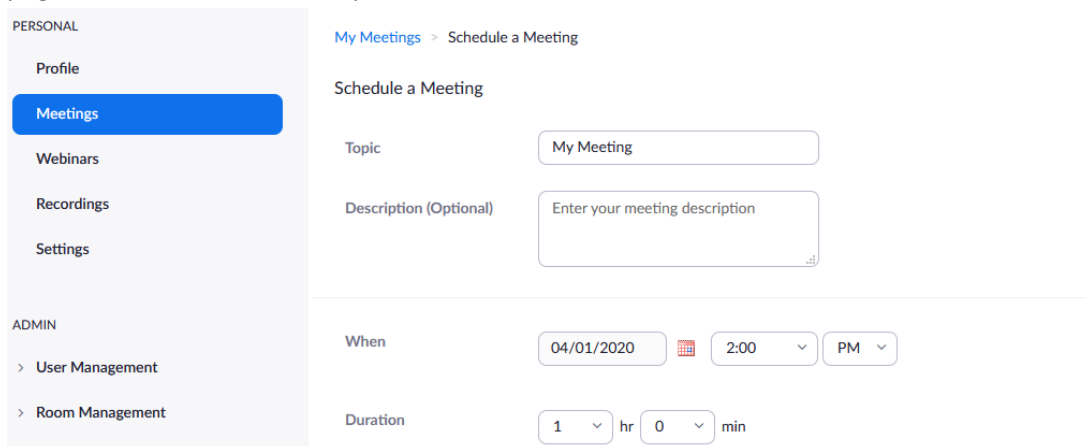 PERSONAL
Profile
Meetings
Webinars
Recordings
Settings
ADMIN
> User Management
> Room Management
My Meetings > Schedule a Meeting
Schedule a Meeting
Topic My Meeting
Description (Optional) Enter your meeting description
When 04/01/2020 2:00 PM
Duration 1 hr 0 min